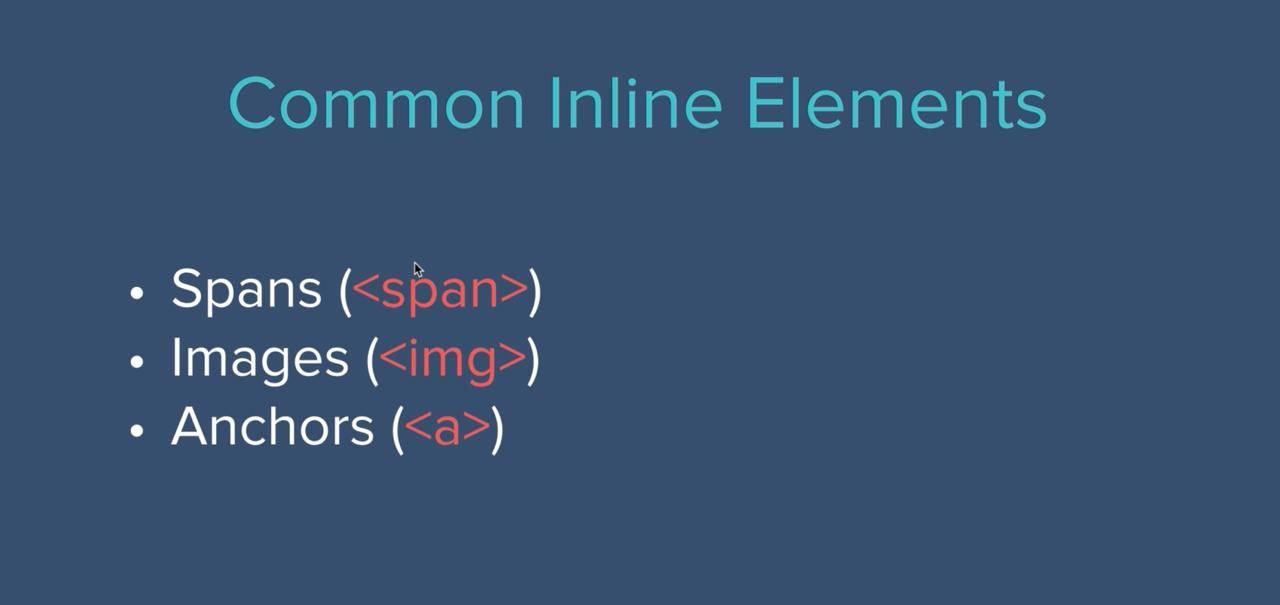 Common Inline Elements
• Spans (<span>)
• Images (<img>)
• Anchors (<a>)